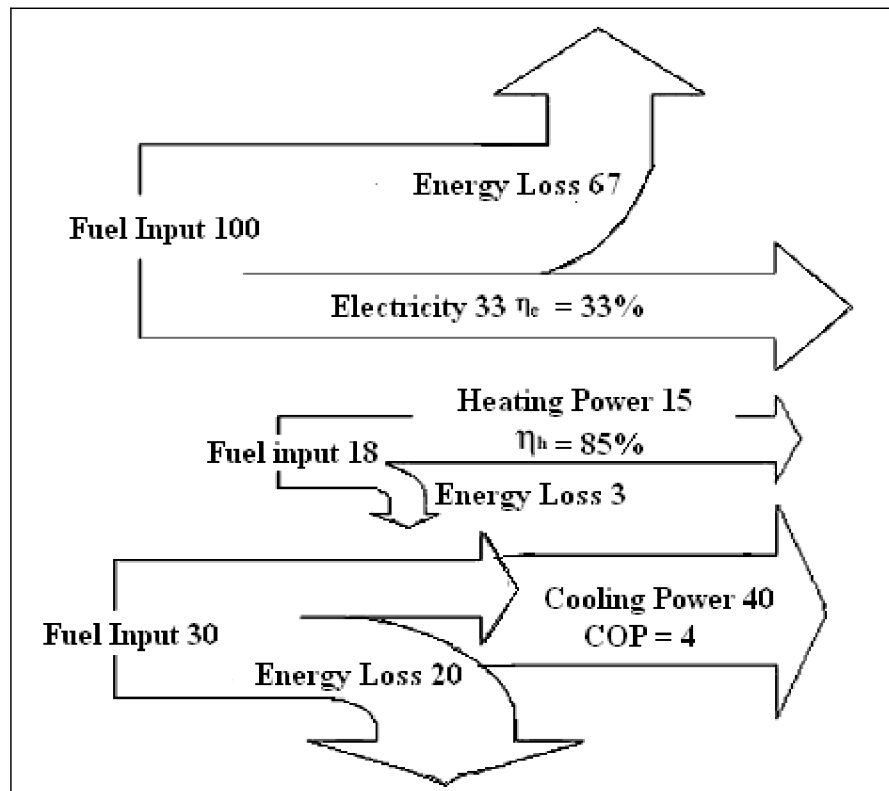 Energy Loss 67
Fuel Input 100
Electricity 33 ηe = 33%
Heating Power 15
Fuel input 18
ηh = 85%
Energy Loss 3
Cooling Power 40
Fuel Input 30
COP = 4
Energy Loss 20